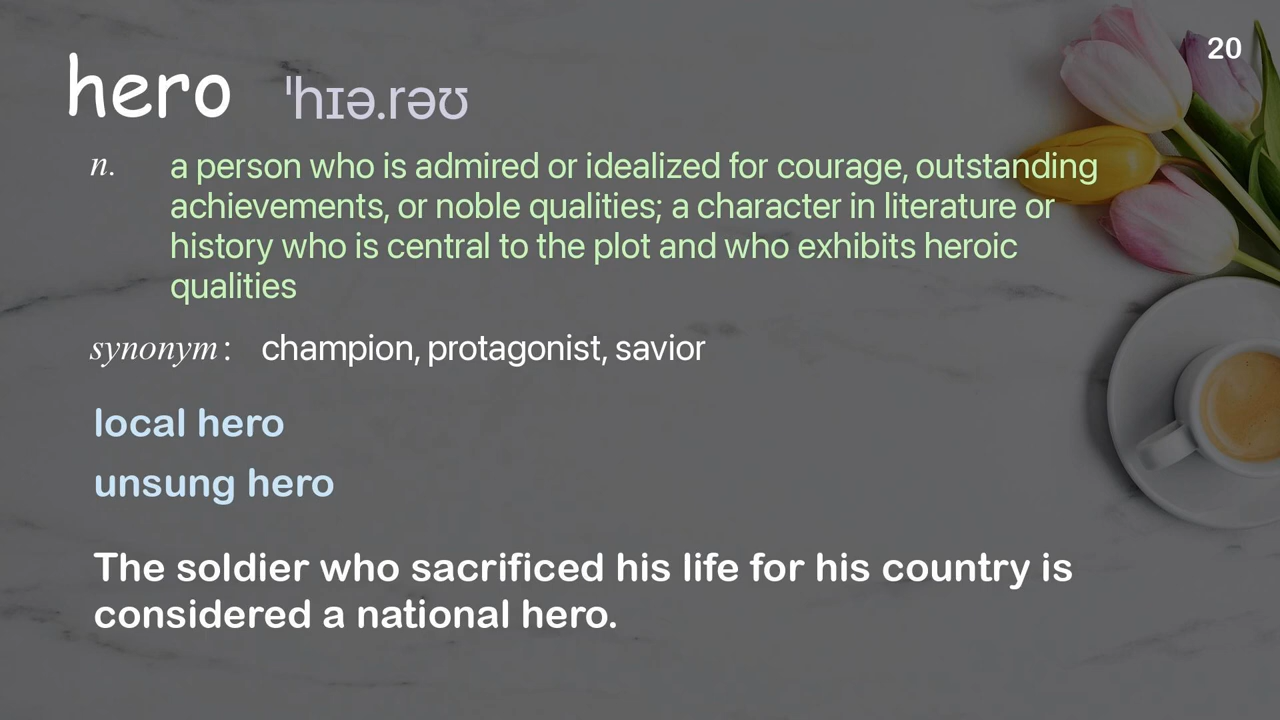 20
hero ˈhɪə.rəʊ
n. a person who is admired or idealized for courage, outstanding
achievements, or noble qualities; a character in literature or
history who is central to the plot and who exhibits heroic
qualities
synonym: champion, protagonist, savior
local hero
unsung hero
The soldier who sacrificed his life for his country is
considered a national hero.